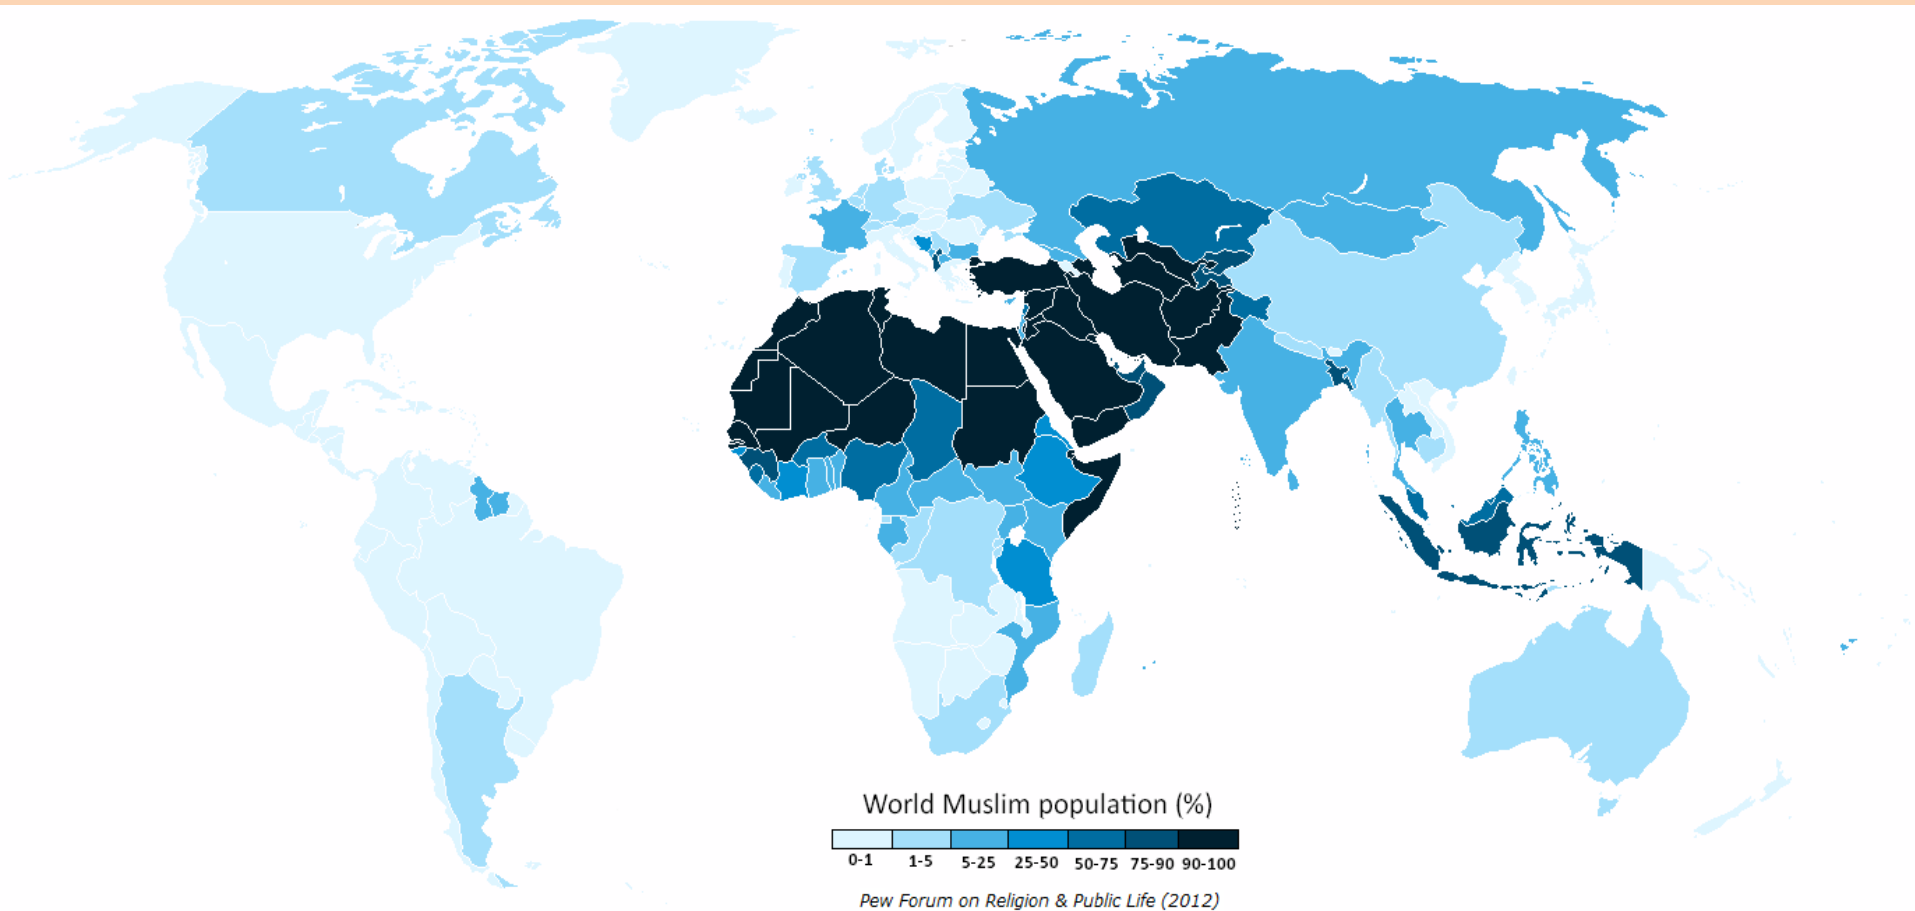 World Muslim population (%)
0-1 1-5 5-25 25-50 50-75 75-90 90-100
Pew Forum on Religion & Public Life (2012)